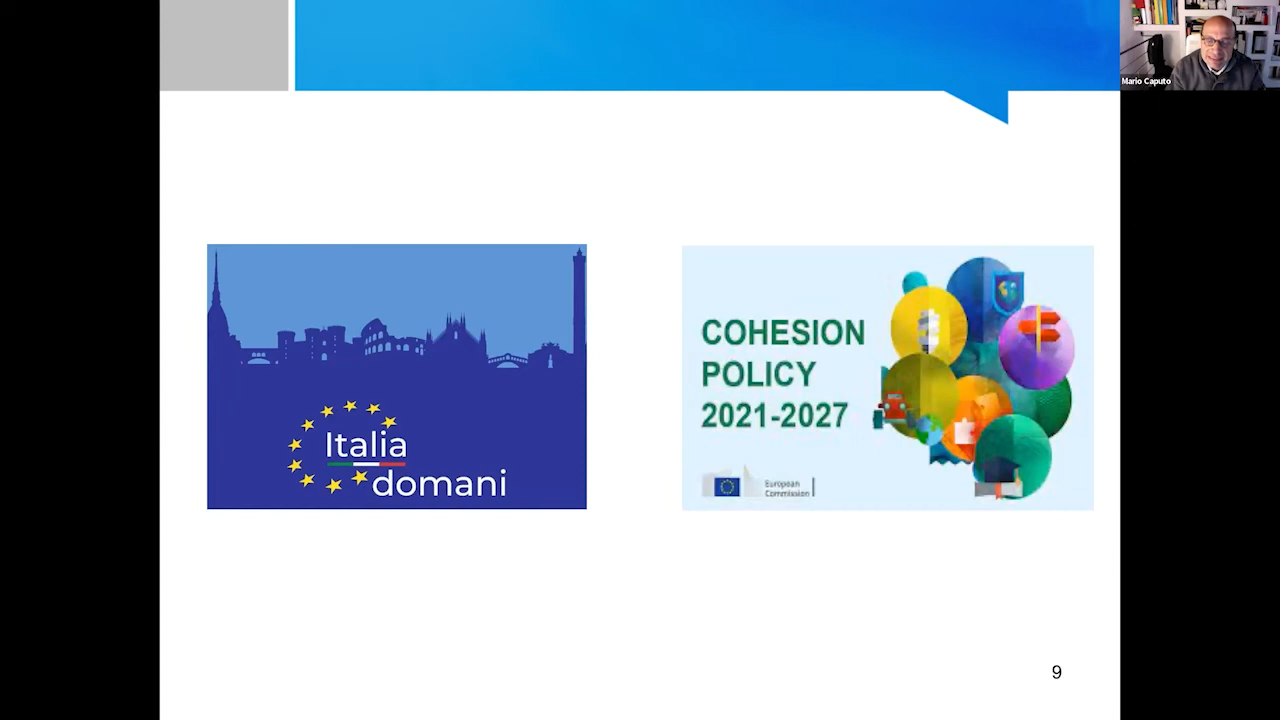 Mario Caputo
Italia
domani
COHESION
POLICY
2021-2027
European
Commission
9